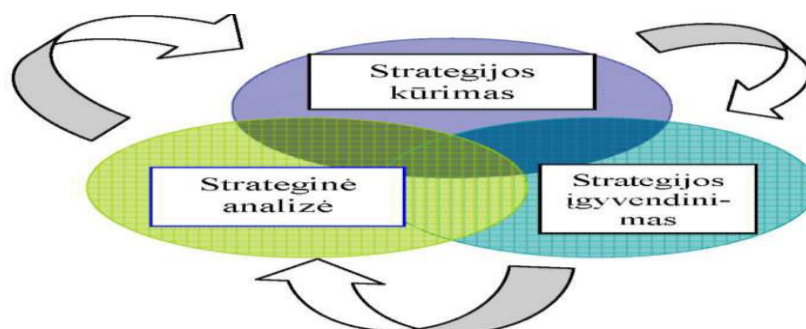 Strategijos
kūrimas
Strateginė
analizė
Strategijos
įgyvendini-
mas